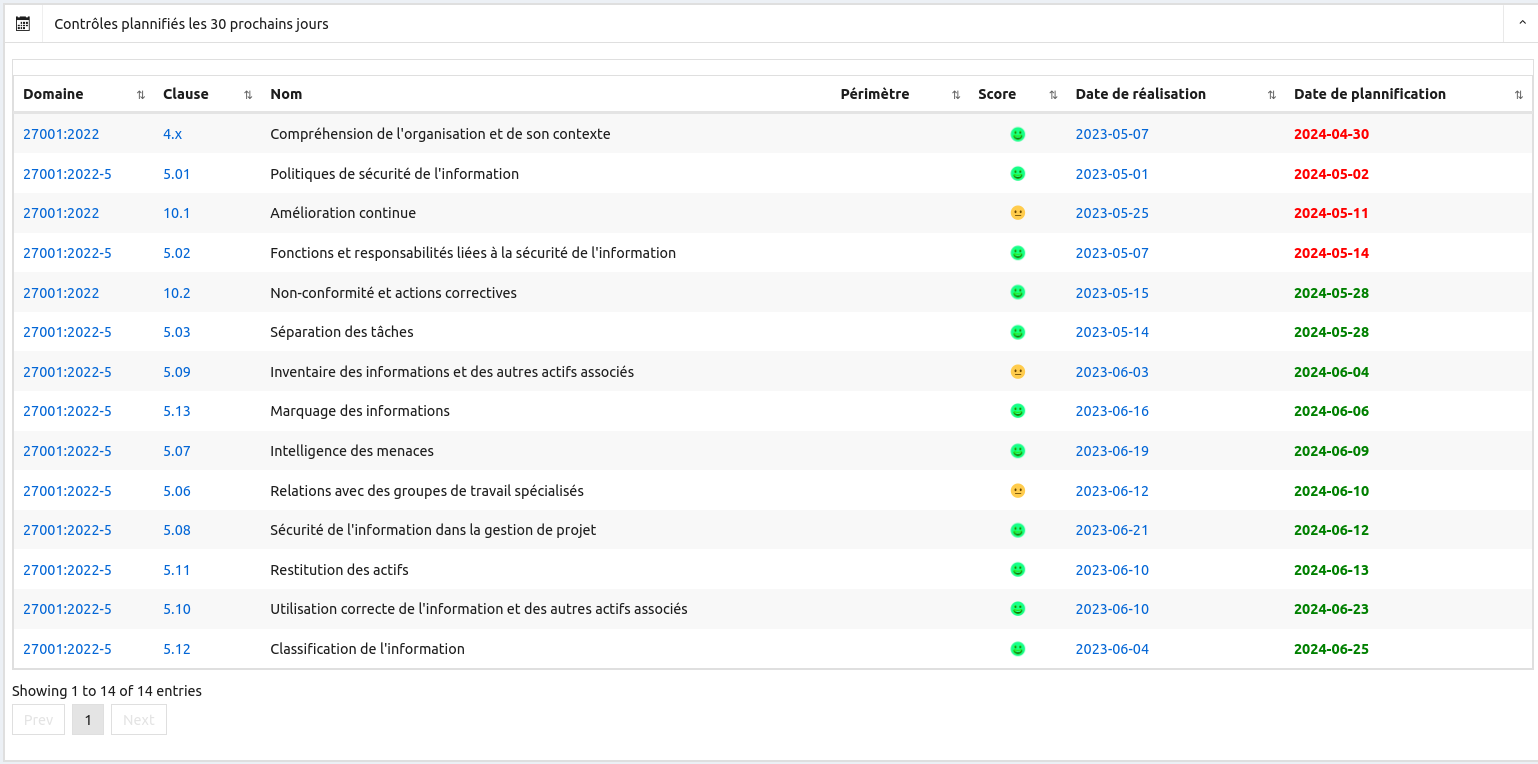 Contrôles plannifiés les 30 prochains jours
Domaine Clause Nom Périmètre Score Date de réalisation Date de plannification
27001:2022 4.x Compréhension de l'organisation et de son contexte 2023-05-07 2024-04-30
27001:2022-5 5.01 Politiques de sécurité de l'information 2023-05-01 2024-05-02
27001:2022 10.1 Amélioration continue 2023-05-25 2024-05-11
27001:2022-5 5.02 Fonctions et responsabilités liées à la sécurité de l'information 2023-05-07 2024-05-14
27001:2022 10.2 Non-conformité et actions correctives 2023-05-15 2024-05-28
27001:2022-5 5.03 Séparation des tâches 2023-05-14 2024-05-28
27001:2022-5 5.09 Inventaire des informations et des autres actifs associés 2023-06-03 2024-06-04
27001:2022-5 5.13 Marquage des informations 2023-06-16 2024-06-06
27001:2022-5 5.07 Intelligence des menaces 2023-06-19 2024-06-09
27001:2022-5 5.06 Relations avec des groupes de travail spécialisés 2023-06-12 2024-06-10
27001:2022-5 5.08 Sécurité de l'information dans la gestion de projet 2023-06-21 2024-06-12
27001:2022-5 5.11 Restitution des actifs 2023-06-10 2024-06-13
27001:2022-5 5.10 Utilisation correcte de l'information et des autres actifs associés 2023-06-10 2024-06-23
27001:2022-5 5.12 Classification de l'information 2023-06-04 2024-06-25
Showing 1 to 14 of 14 entries
Prev 1 Next